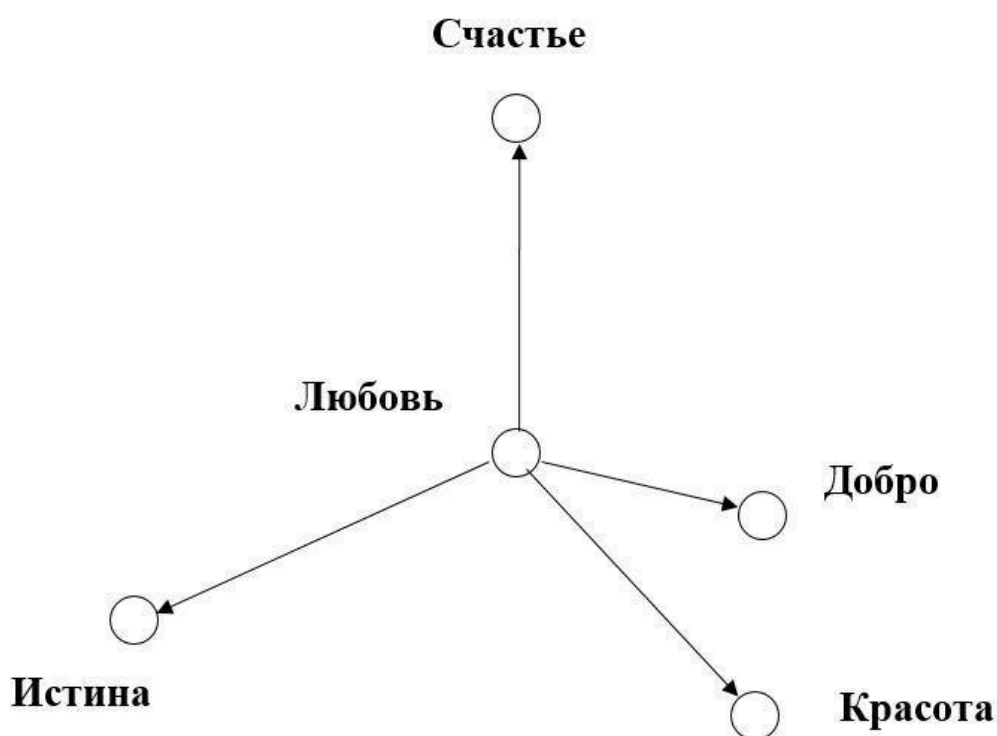 Счастье
Любовь
Добро
Истина
Красота